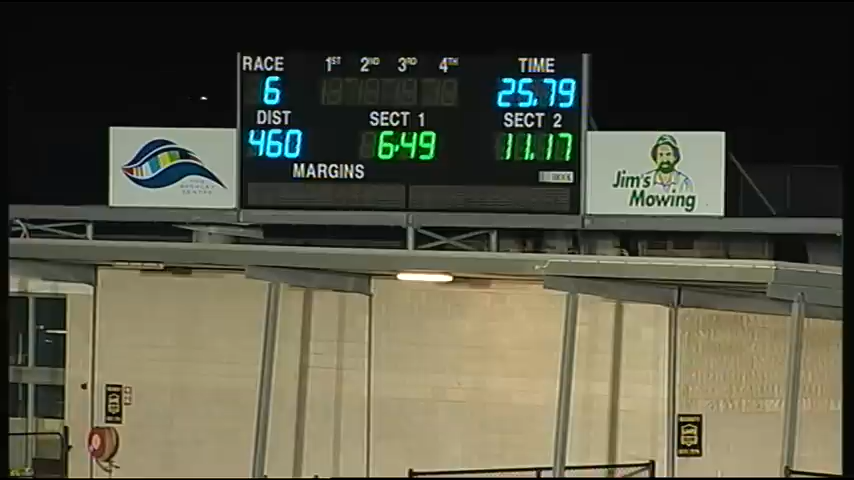 RACE 1ST 2ND 3RD 4TH TIME
6 25.79
DIST SECT 1 SECT 2
460 6.49 11.17
MARGINS
Jim's
Mowing